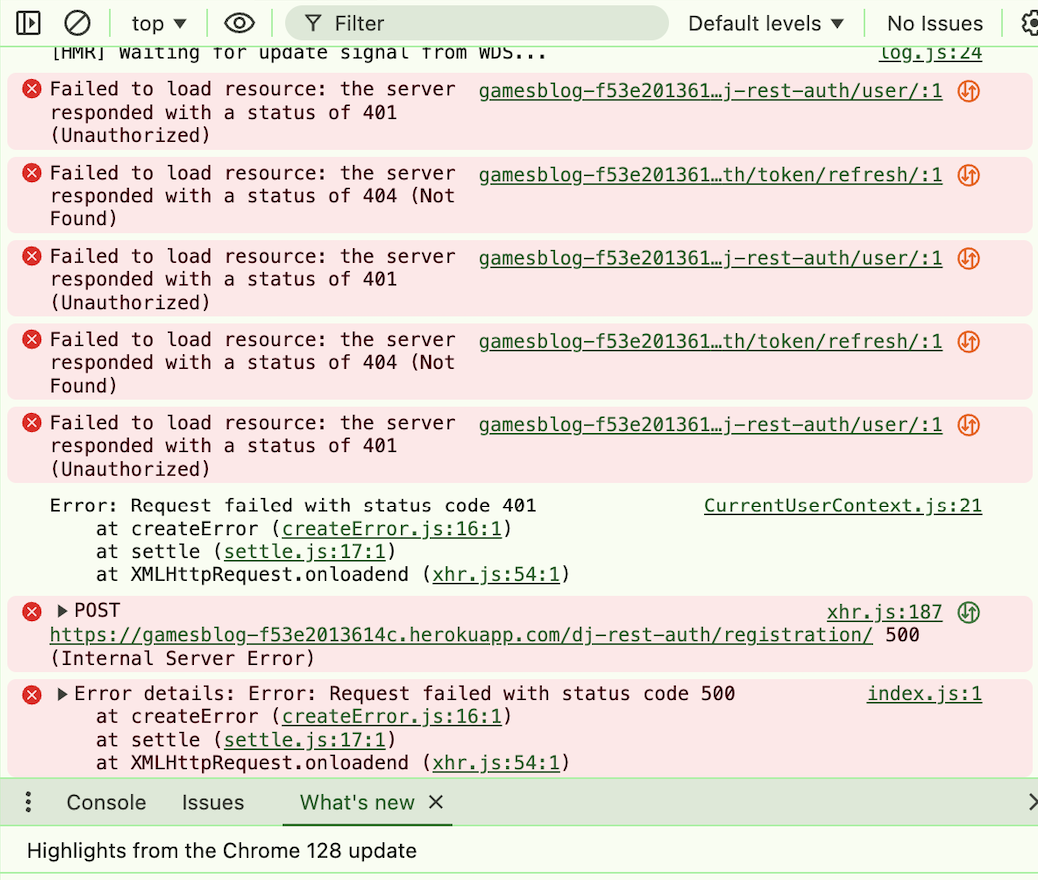 top ▼ Filter Default levels ▼ No Issues
[HMR] Waiting for update signal from WDS... log.js:24
Failed to load resource: the server gamesblog-f53e201361…j-rest-auth/user/:1
responded with a status of 401
(Unauthorized)
Failed to load resource: the server gamesblog-f53e201361…th/token/refresh/:1
responded with a status of 404 (Not
Found)
Failed to load resource: the server gamesblog-f53e201361…j-rest-auth/user/:1
responded with a status of 401
(Unauthorized)
Failed to load resource: the server gamesblog-f53e201361…th/token/refresh/:1
responded with a status of 404 (Not
Found)
Failed to load resource: the server gamesblog-f53e201361…j-rest-auth/user/:1
responded with a status of 401
(Unauthorized)
Error: Request failed with status code 401 CurrentUserContext.js:21
at createError (createError.js:16:1)
at settle (settle.js:17:1)
at XMLHttpRequest.onloadend (xhr.js:54:1)
▶ POST xhr.js:187
https://gamesblog-f53e2013614c.herokuapp.com/dj-rest-auth/registration/ 500
(Internal Server Error)
▶ Error details: Error: Request failed with status code 500 index.js:1
at createError (createError.js:16:1)
at settle (settle.js:17:1)
at XMLHttpRequest.onloadend (xhr.js:54:1)
Console Issues What's new ×
Highlights from the Chrome 128 update